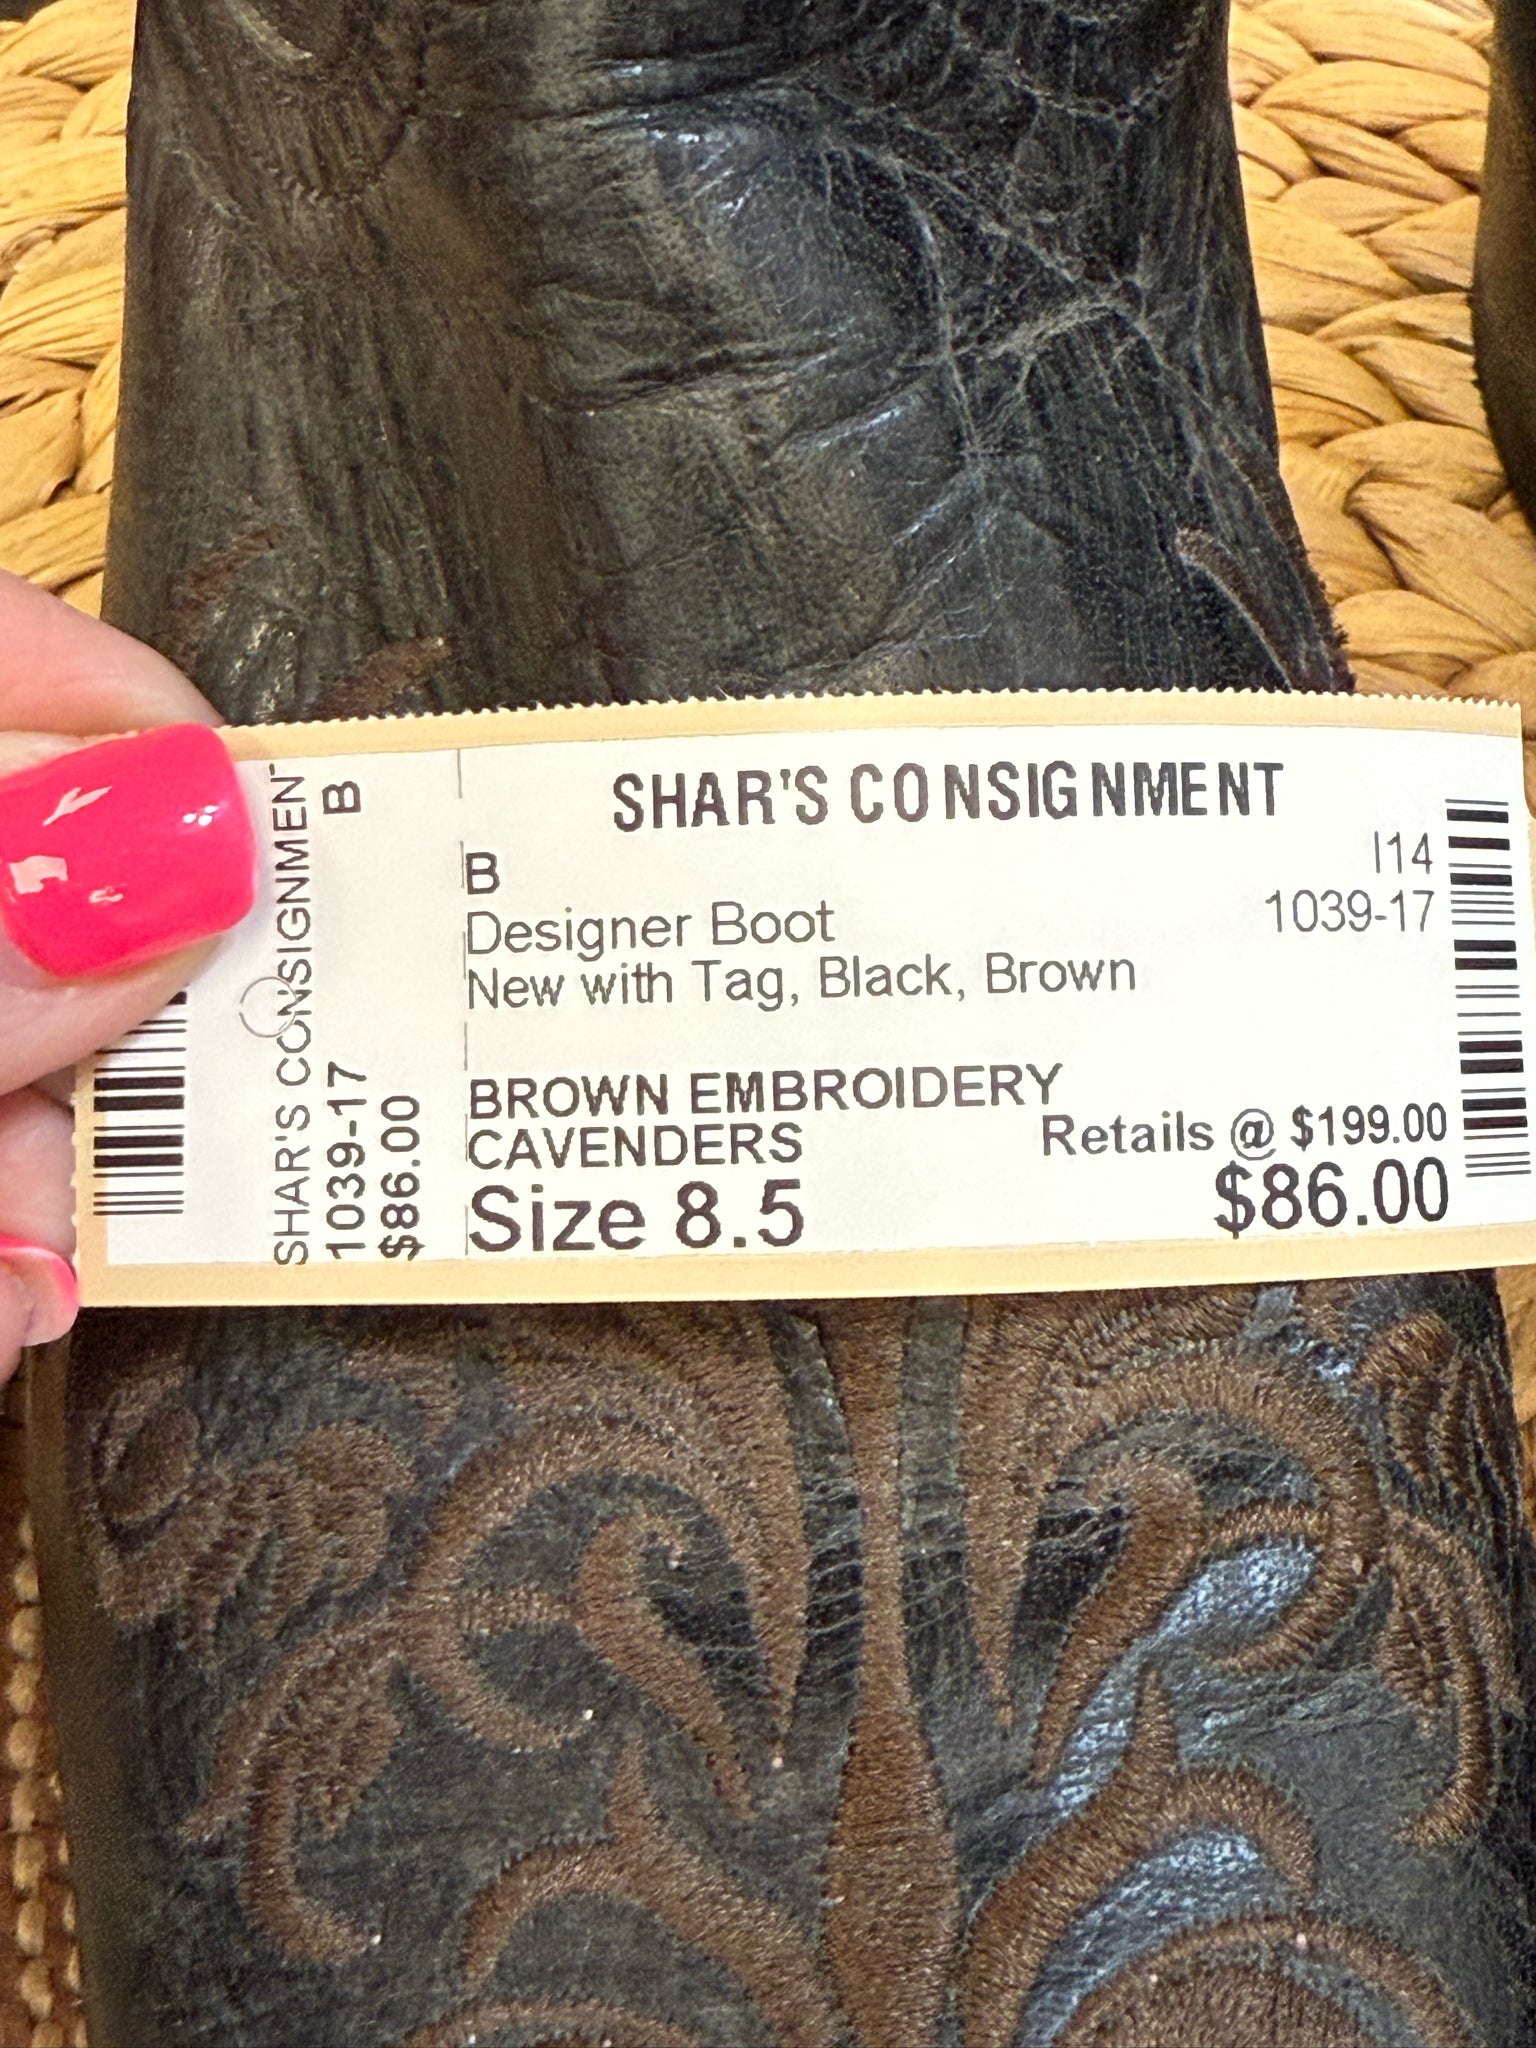 SHAR'S CONSIGNMENT
B
1039-17
$86.00
SHAR'S CONSIGNMENT
B
I14
Designer Boot
1039-17
New with Tag, Black, Brown
BROWN EMBROIDERY
CAVENDERS
Retails @ $199.00
Size 8.5
$86.00